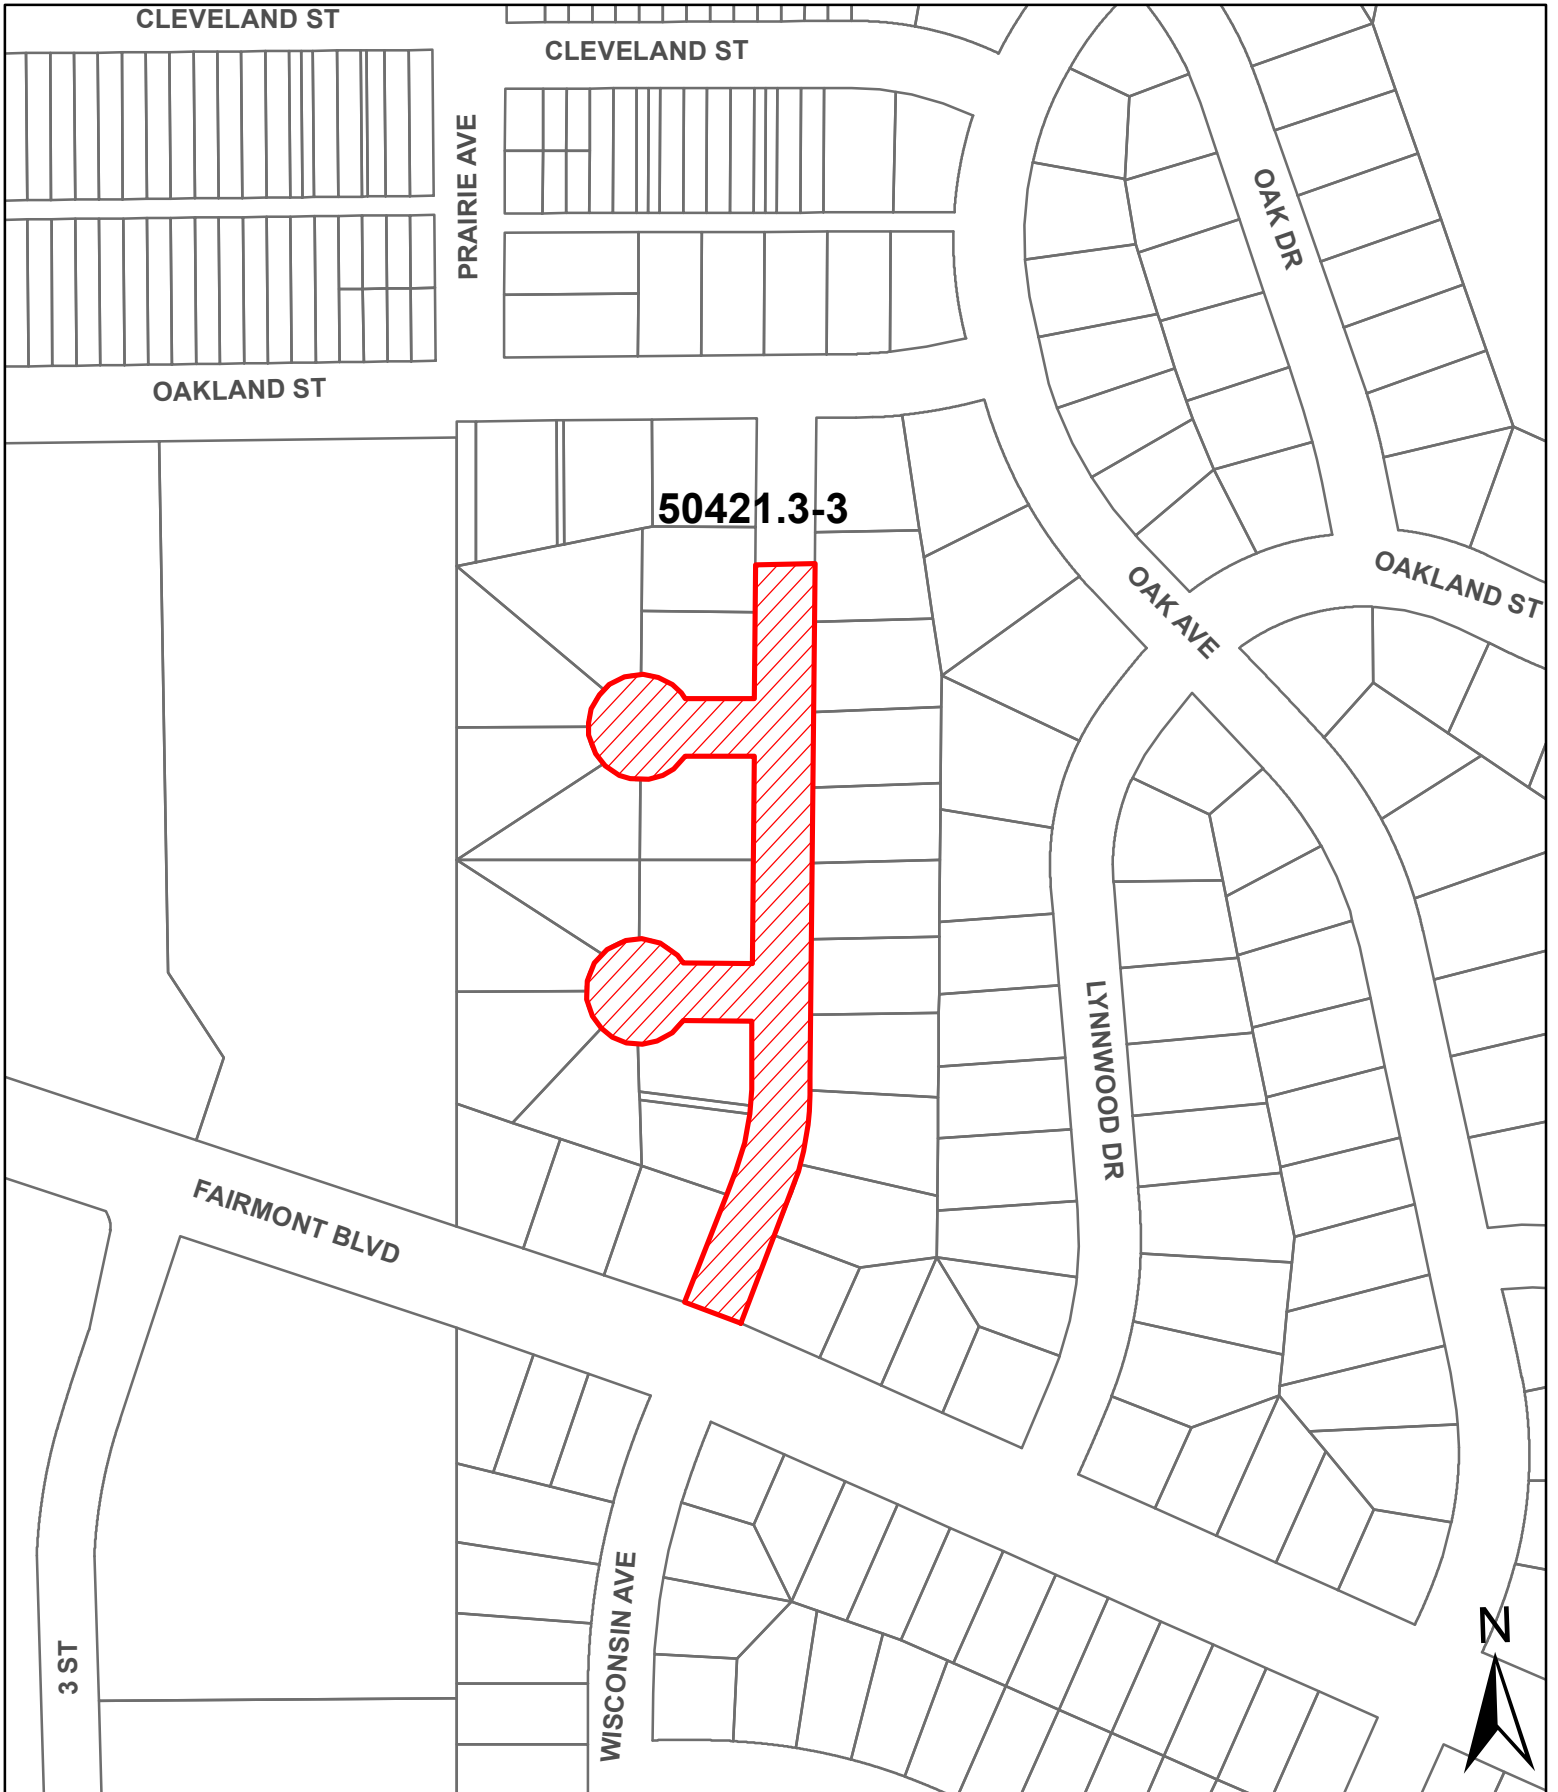 CLEVELAND ST
CLEVELAND ST
PRAIRIE AVE
OAK DR
OAKLAND ST
50421.3-3
OAK AVE
OAKLAND ST
LYNNWOOD DR
FAIRMONT BLVD
WISCONSIN AVE
3 ST
N